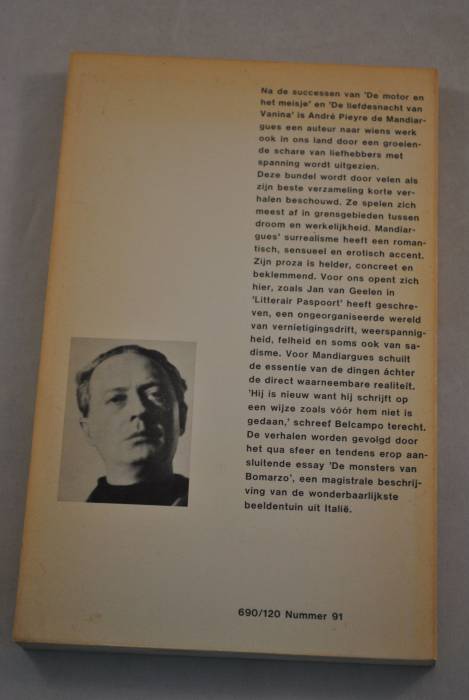 Na de successen van 'De motor en
het meisje' en 'De liefdesnacht van
Vanina' is André Pieyre de Mandiar-
gues een auteur naar wiens werk
ook in ons land door een groeien-
de schare van liefhebbers met
spanning wordt uitgezien.
Deze bundel wordt door velen als
zijn beste verzameling korte ver-
halen beschouwd. Ze spelen zich
meest af in grensgebieden tussen
droom en werkelijkheid. Mandiar-
gues' surrealisme heeft een roman-
tisch, sensueel en erotisch accent.
Zijn proza is helder, concreet en
beklemmend. Voor ons opent zich
hier, zoals Jan van Geelen in
'Litterair Paspoort' heeft geschre-
ven, een ongeorganiseerde wereld
van vernietigingsdrift, weerspannig-
heid, felheid en soms ook van sa-
disme. Voor Mandiargues schuilt
de essentie van de dingen áchter
de direct waarneembare realiteit.
'Hij is nieuw want hij schrijft op
een wijze zoals vóór hem niet is
gedaan,' schreef Belcampo terecht.
De verhalen worden gevolgd door
het qua sfeer en tendens erop aan-
sluitende essay 'De monsters van
Bomarzo', een magistrale beschrij-
ving van de wonderbaarlijkste
beeldentuin uit Italië.
690/120 Nummer 91